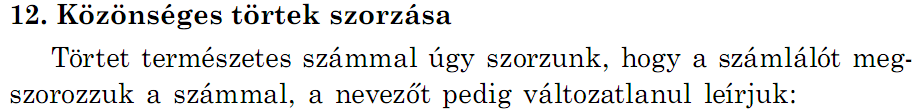 12. Közönséges törtek szorzása
Törtet természetes számmal úgy szorzunk, hogy a számlálót meg-
szorozzuk a számmal, a nevezőt pedig változatlanul leírjuk: